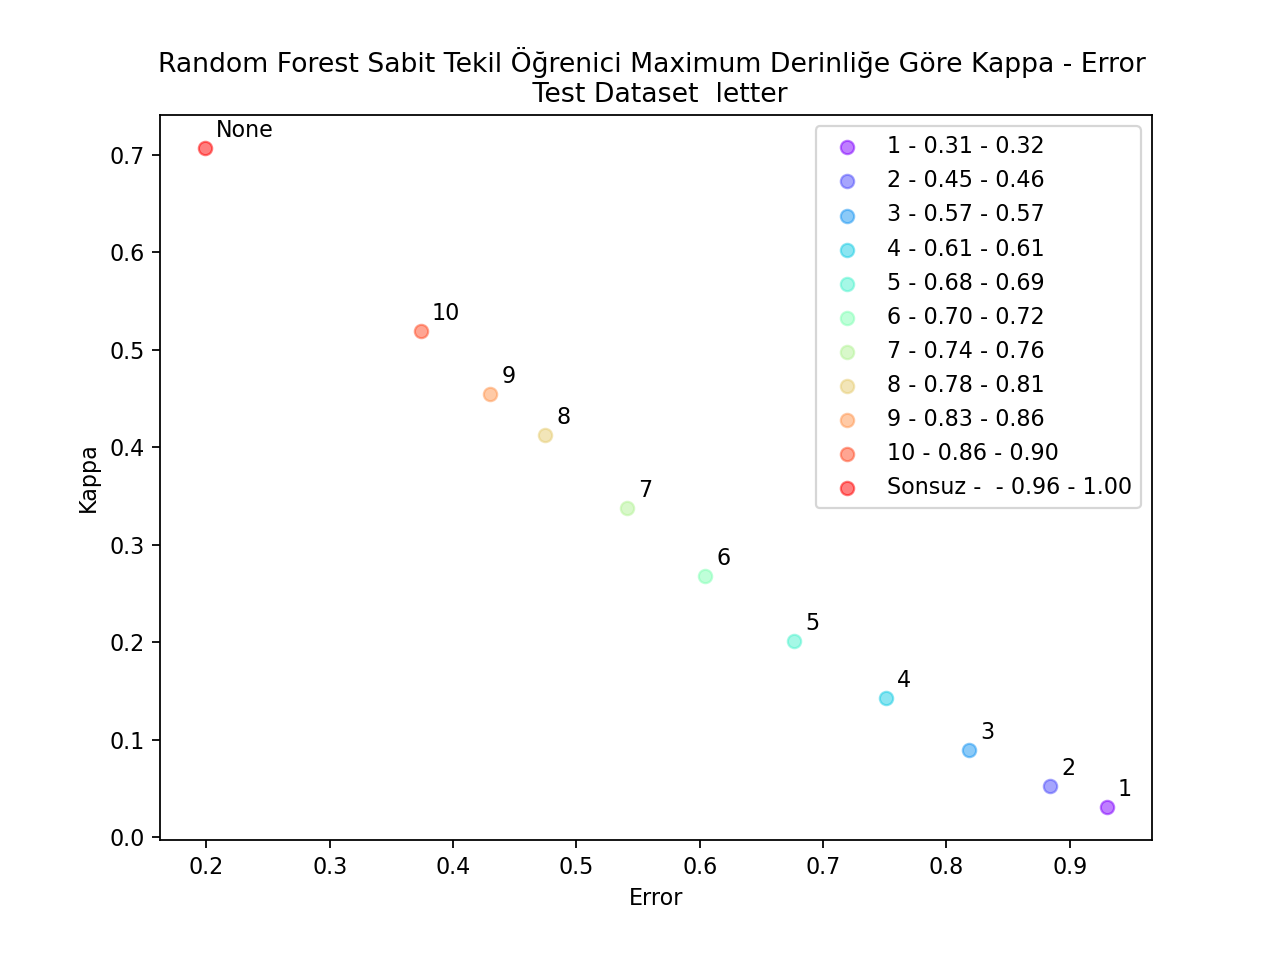 Random Forest Sabit Tekil Öğrenici Maximum Derinliğe Göre Kappa - Error
Test Dataset  letter
None
1 - 0.31 - 0.32
2 - 0.45 - 0.46
3 - 0.57 - 0.57
4 - 0.61 - 0.61
5 - 0.68 - 0.69
6 - 0.70 - 0.72
7 - 0.74 - 0.76
8 - 0.78 - 0.81
9 - 0.83 - 0.86
10 - 0.86 - 0.90
Sonsuz -  - 0.96 - 1.00
10
9
8
7
6
5
4
3
2
1
0.7
0.6
0.5
0.4
0.3
0.2
0.1
0.0
Kappa
0.2 0.3 0.4 0.5 0.6 0.7 0.8 0.9
Error